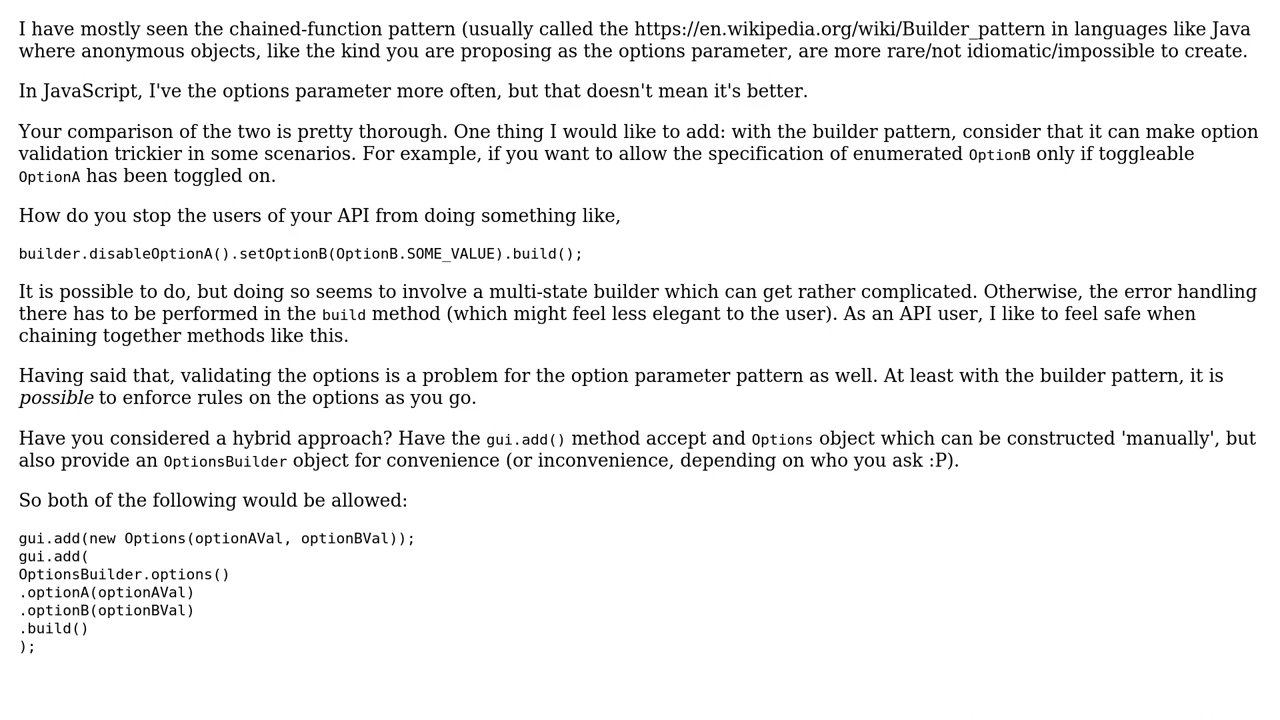 I have mostly seen the chained-function pattern (usually called the https://en.wikipedia.org/wiki/Builder_pattern in languages like Java
where anonymous objects, like the kind you are proposing as the options parameter, are more rare/not idiomatic/impossible to create.
In JavaScript, I've the options parameter more often, but that doesn't mean it's better.
Your comparison of the two is pretty thorough. One thing I would like to add: with the builder pattern, consider that it can make option
validation trickier in some scenarios. For example, if you want to allow the specification of enumerated OptionB only if toggleable
OptionA has been toggled on.
How do you stop the users of your API from doing something like,
builder.disableOptionA().setOptionB(OptionB.SOME_VALUE).build();
It is possible to do, but doing so seems to involve a multi-state builder which can get rather complicated. Otherwise, the error handling
there has to be performed in the build method (which might feel less elegant to the user). As an API user, I like to feel safe when
chaining together methods like this.
Having said that, validating the options is a problem for the option parameter pattern as well. At least with the builder pattern, it is
possible to enforce rules on the options as you go.
Have you considered a hybrid approach? Have the gui.add() method accept and Options object which can be constructed 'manually', but
also provide an OptionsBuilder object for convenience (or inconvenience, depending on who you ask :P).
So both of the following would be allowed:
gui.add(new Options(optionAVal, optionBVal));
gui.add(
OptionsBuilder.options()
.optionA(optionAVal)
.optionB(optionBVal)
.build()
);